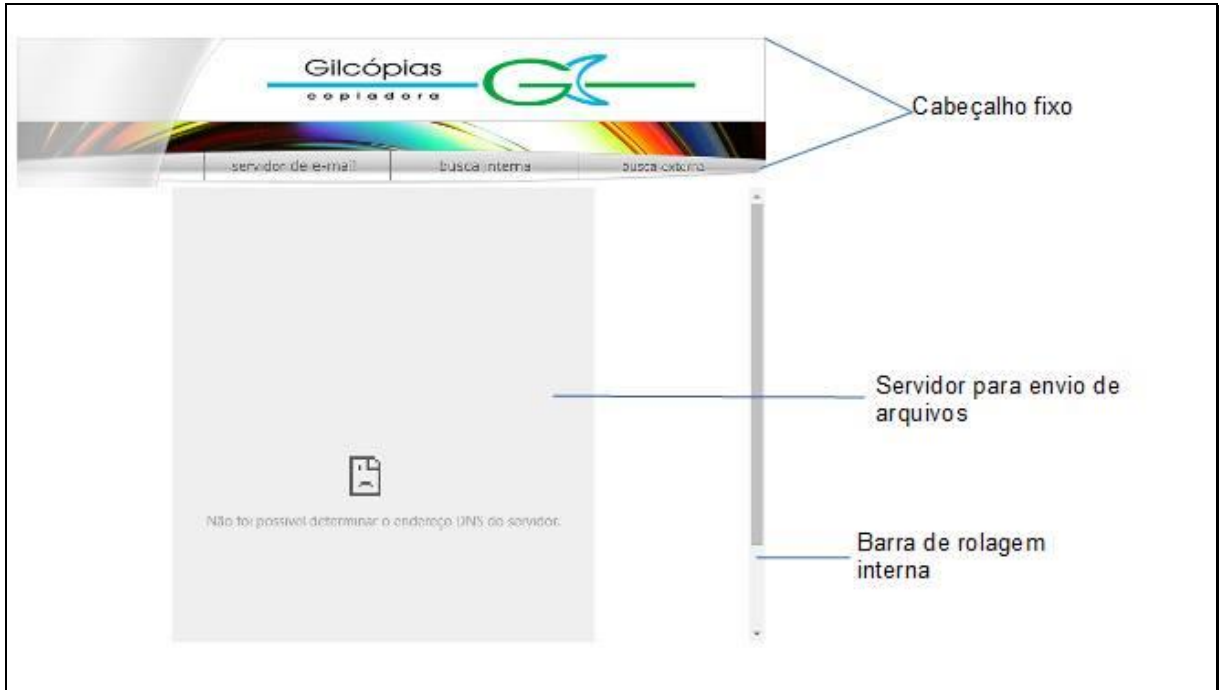 Gilcópias
copiadora
GC
Cabeçalho fixo
servidor de e-mail
busca interna
busca externa
Servidor para envio de
arquivos
Não foi possível determinar o endereço DNS do servidor.
Barra de rolagem
interna